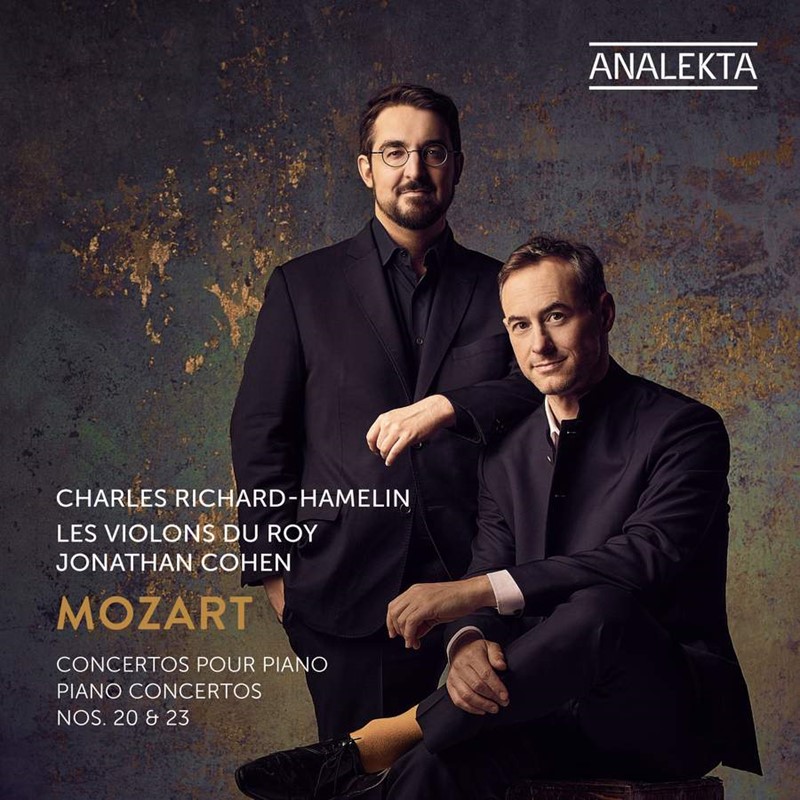 ANALEKTA
CHARLES RICHARD-HAMELIN
LES VIOLONS DU ROY
JONATHAN COHEN
MOZART
CONCERTOS POUR PIANO
PIANO CONCERTOS
NOS. 20 & 23